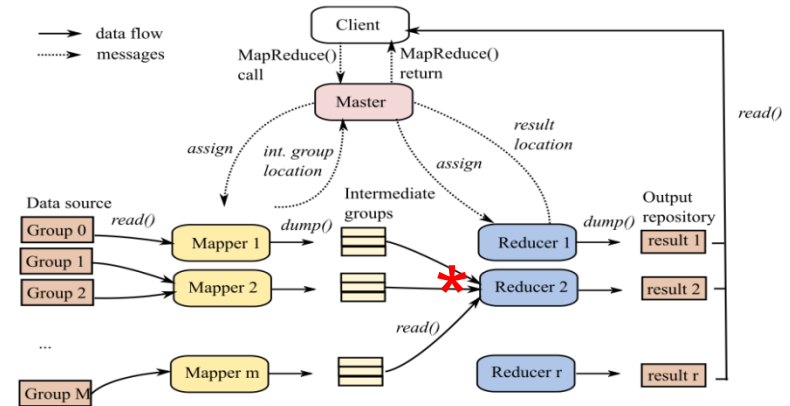 data flow
messages
Client
MapReduce()
call
MapReduce()
return
Master
read()
assign
int. group
location
assign
result
location
Data source
read()
dump()
Intermediate
groups
dump()
Output
repository
Group 0
Mapper 1
Reducer 1
result 1
Group 1
Group 2
Mapper 2
*
Reducer 2
result 2
read()
...
Group M
Mapper m
Reducer r
result r